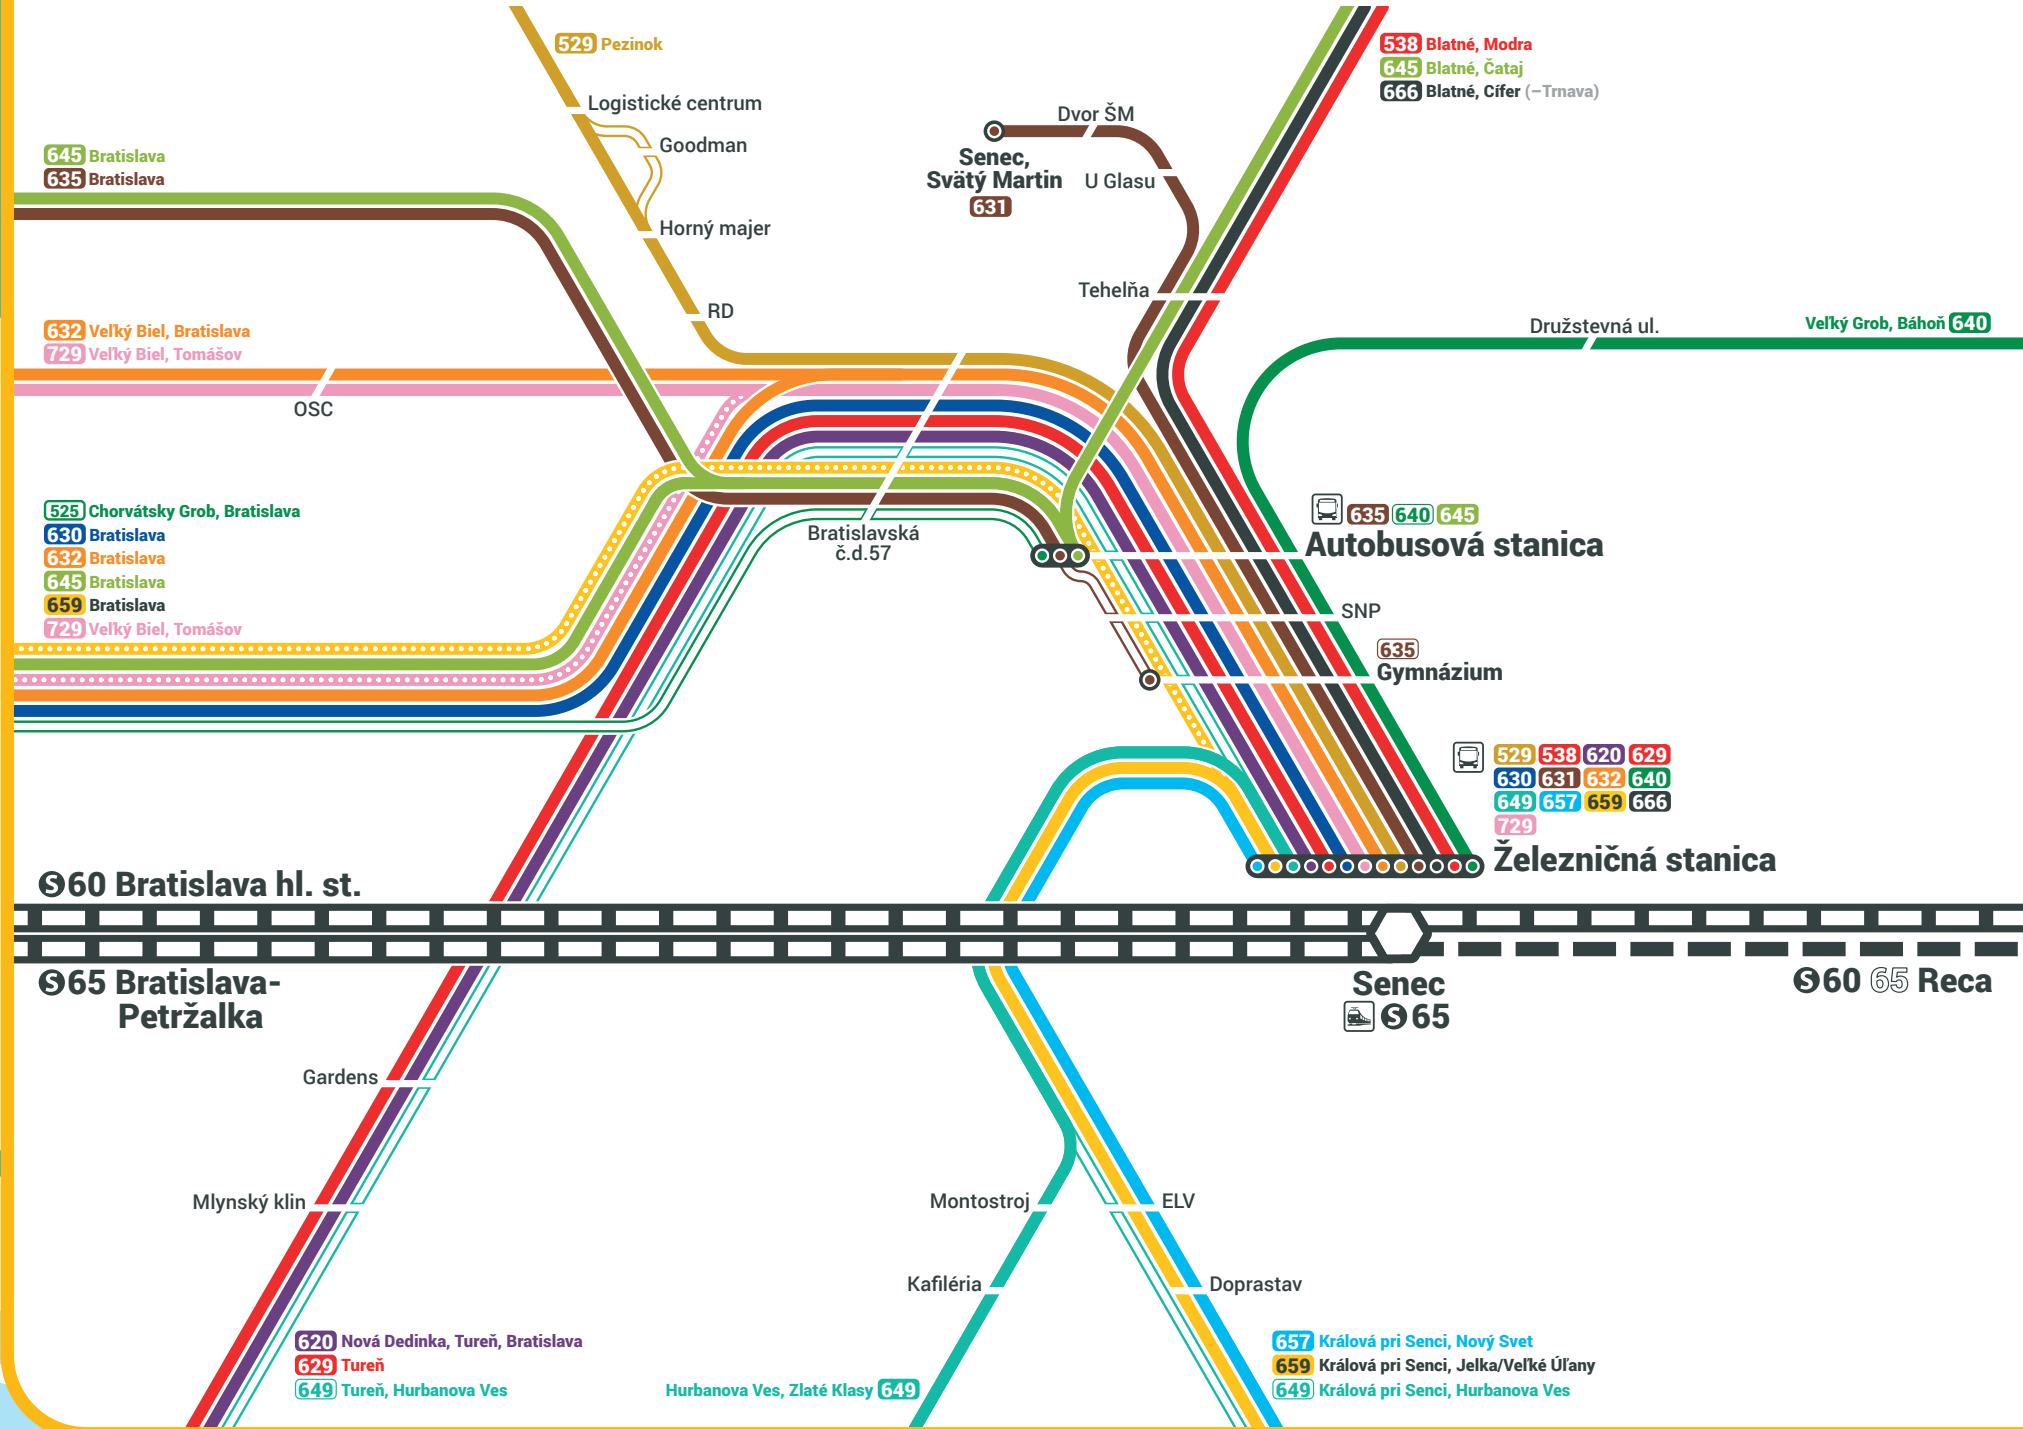 529 Pezinok
Logistické centrum
Goodman
Horný majer
RD
538 Blatné, Modra
645 Blatné, Čataj
666 Blatné, Cífer (–Trnava)
Dvor ŠM
Senec,
Svätý Martin
631
U Glasu
Tehelňa
645 Bratislava
635 Bratislava
632 Veľký Biel, Bratislava
729 Veľký Biel, Tomášov
OSC
Družstevná ul.
Veľký Grob, Báhoň 640
525 Chorvátsky Grob, Bratislava
630 Bratislava
632 Bratislava
645 Bratislava
659 Bratislava
729 Veľký Biel, Tomášov
Bratislavská
č.d.57
635 640 645
Autobusová stanica
SNP
635
Gymnázium
529 538 620 629
630 631 632 640
649 657 659 666
729
Železničná stanica
S60 Bratislava hl. st.
S65 Bratislava-
Petržalka
Senec
S65
S60 65 Reca
Gardens
Mlynský klin
Montostroj
ELV
Kafiléria
Doprastav
620 Nová Dedinka, Tureň, Bratislava
629 Tureň
649 Tureň, Hurbanova Ves
Hurbanova Ves, Zlaté Klasy 649
657 Králová pri Senci, Nový Svet
659 Králová pri Senci, Jelka/Veľké Úľany
649 Králová pri Senci, Hurbanova Ves